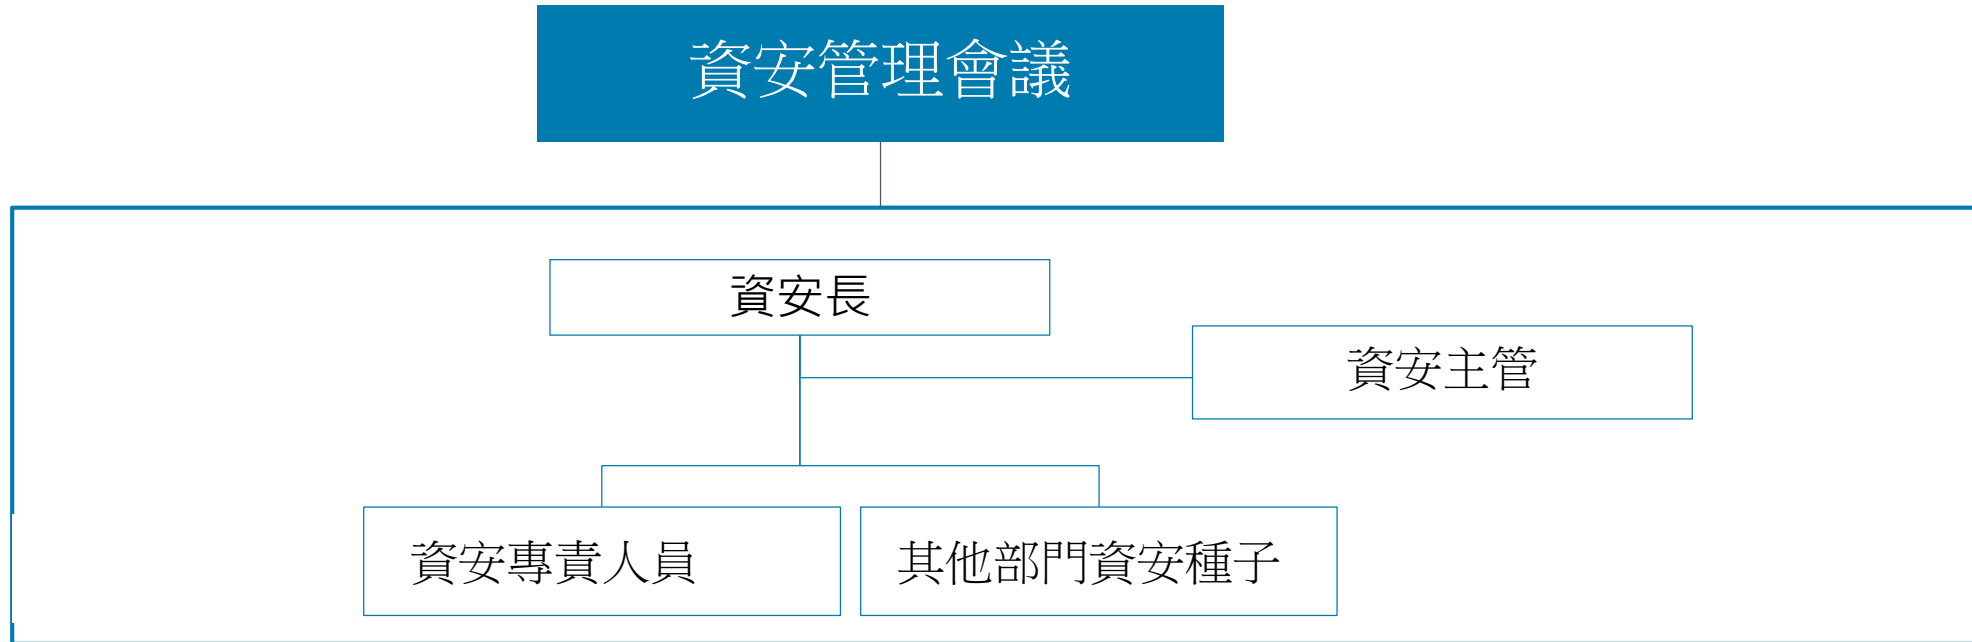 資安管理會議
資安長
資安主管
資安專責人員
其他部門資安種子